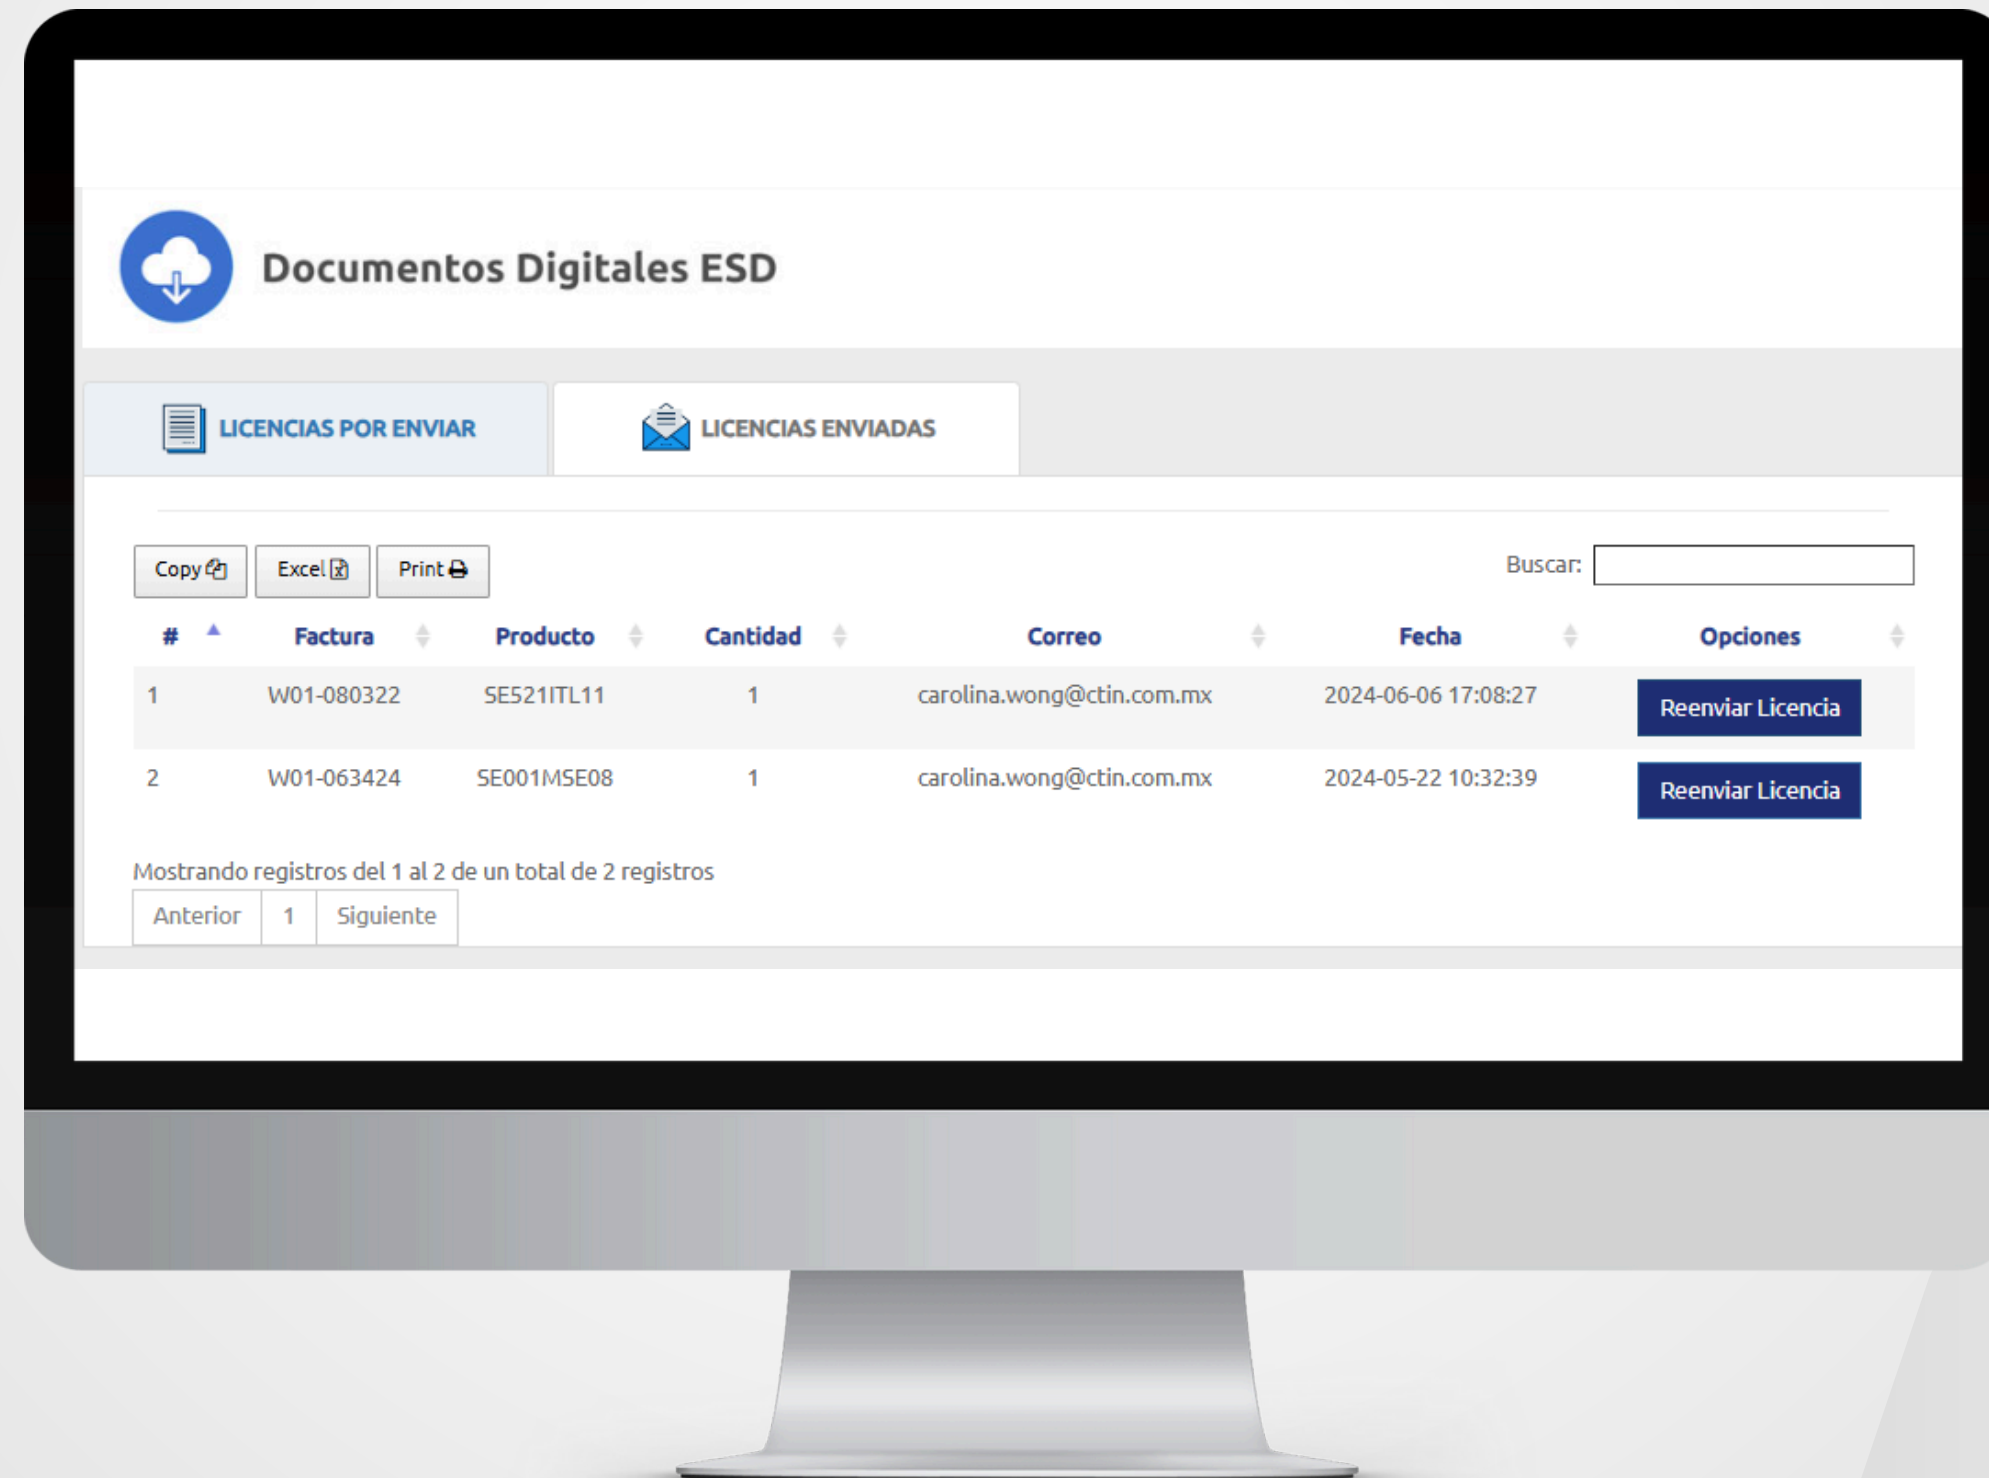 Documentos Digitales ESD
LICENCIAS POR ENVIAR
LICENCIAS ENVIADAS
Copy Excel Print Buscar:
# Factura Producto Cantidad Correo Fecha Opciones
1 W01-080322 SE521ITL11 1 carolina.wong@ctin.com.mx 2024-06-06 17:08:27 Reenviar Licencia
2 W01-063424 SE001MSE08 1 carolina.wong@ctin.com.mx 2024-05-22 10:32:39 Reenviar Licencia
Mostrando registros del 1 al 2 de un total de 2 registros
Anterior 1 Siguiente